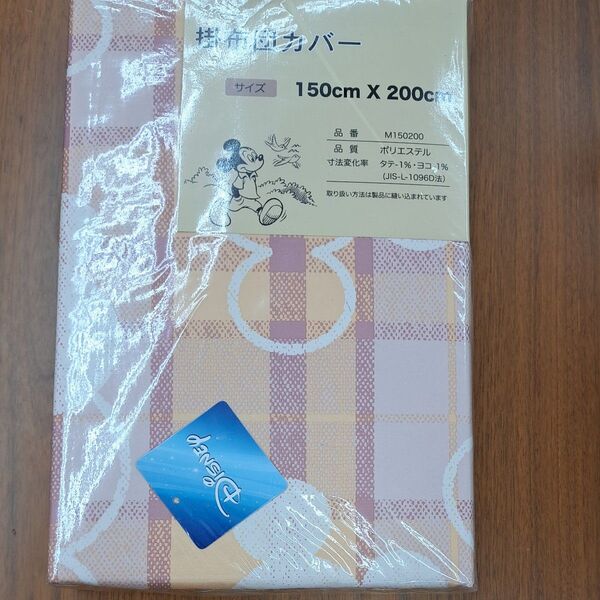 掛布団カバー
サイズ 150cm X 200cm
品番 M150200
品質 ポリエステル
寸法変化率 タテ-1%・ヨコ-1%
(JIS-L-1096D法)
取り扱い方法は製品に縫い込まれています
Disney